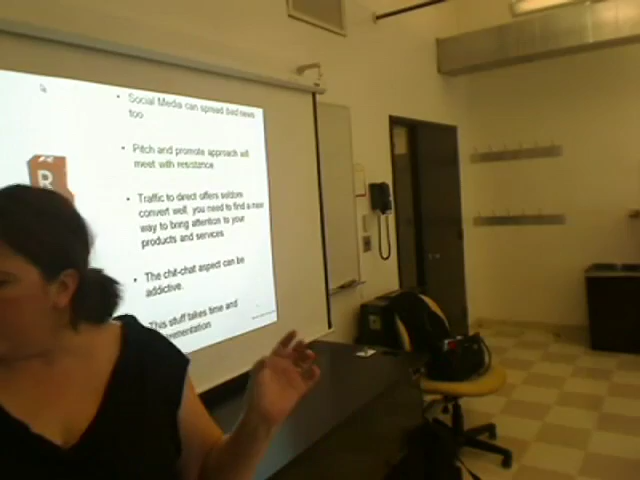 Social Media can spread bad news
too
R
Pitch and promote approach will
meet with resistance
Traffic to direct offers seldom
convert well, you need to find a new
way to bring attention to your
products and services
The chit-chat aspect can be
addictive.
This stuff takes time and